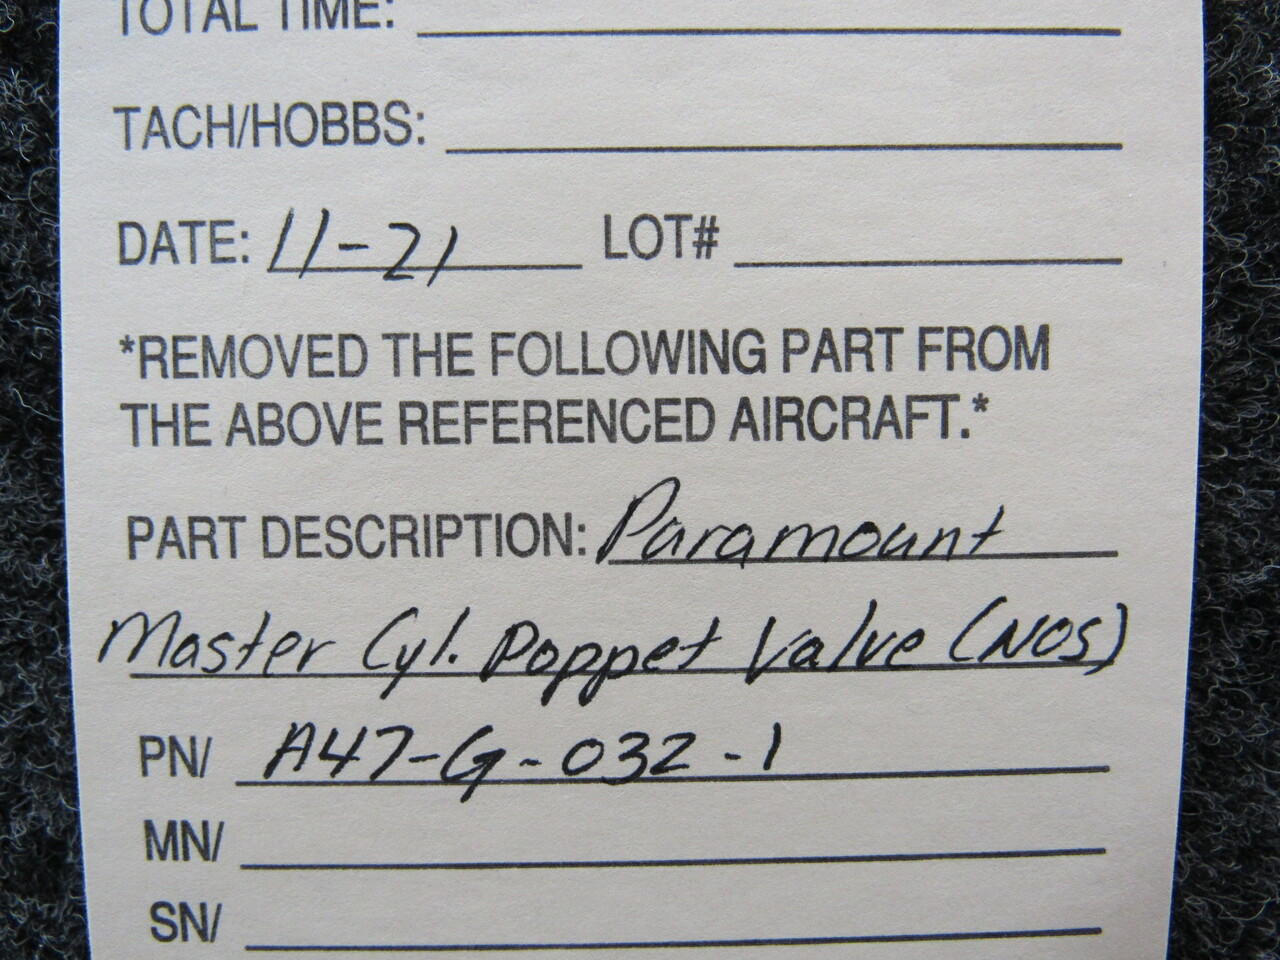 TOTAL TIME:
TACH/HOBBS:
DATE: 11-21 LOT#
*REMOVED THE FOLLOWING PART FROM
THE ABOVE REFERENCED AIRCRAFT.*
PART DESCRIPTION: Paramount
Master Cyl. Poppet Valve (NOS)
PN/ A47-G-032-1
MN/
SN/